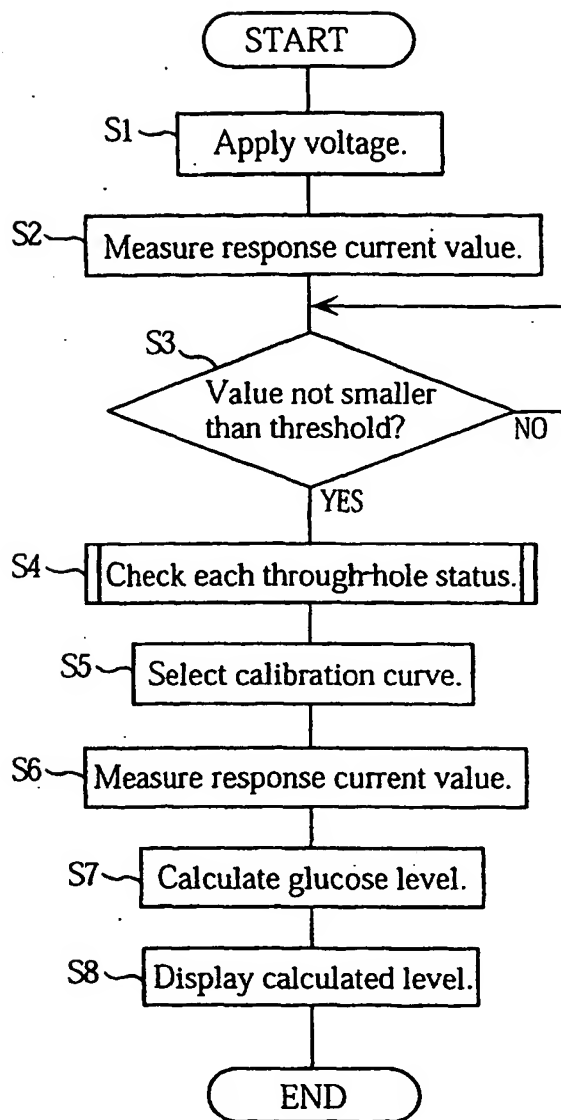 START
S1
Apply voltage.
S2
Measure response current value.
S3
Value not smaller
than threshold?
NO
YES
S4
Check each through-hole status.
S5
Select calibration curve.
S6
Measure response current value.
S7
Calculate glucose level.
S8
Display calculated level.
END